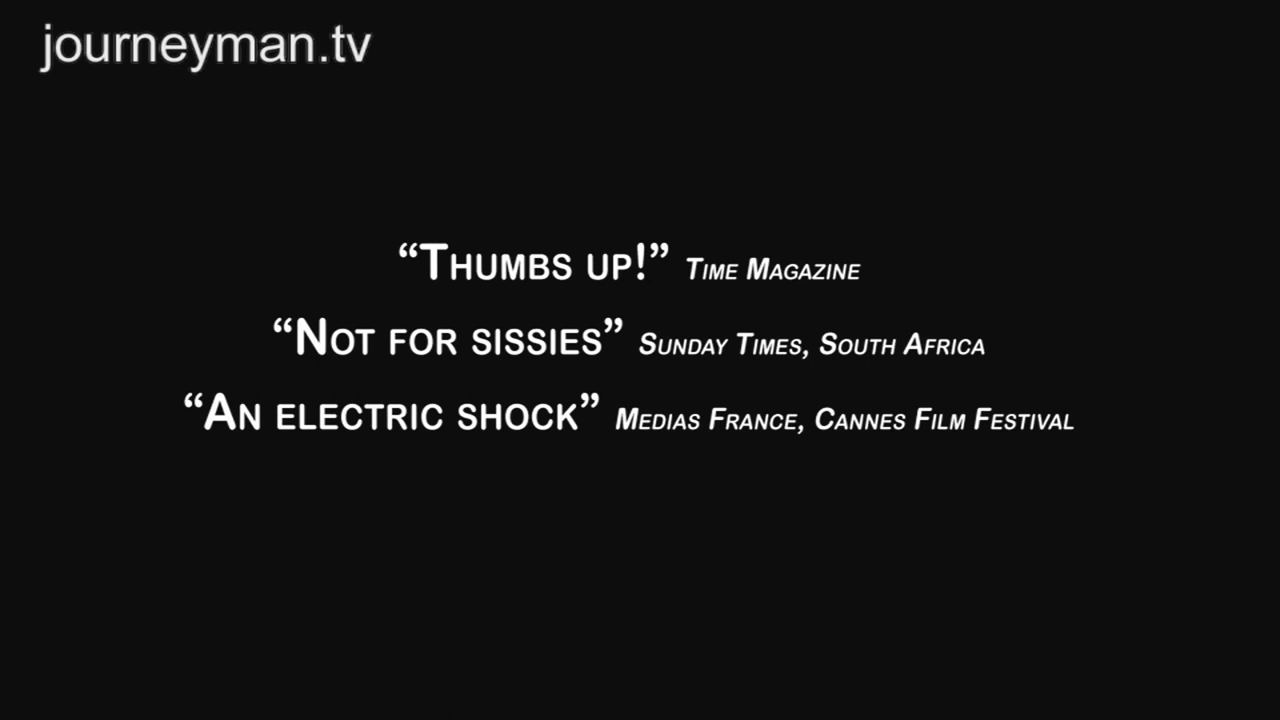 journeyman.tv
“THUMBS UP!” TIME MAGAZINE
“NOT FOR SISSIES” SUNDAY TIMES, SOUTH AFRICA
“AN ELECTRIC SHOCK” MEDIAS FRANCE, CANNES FILM FESTIVAL